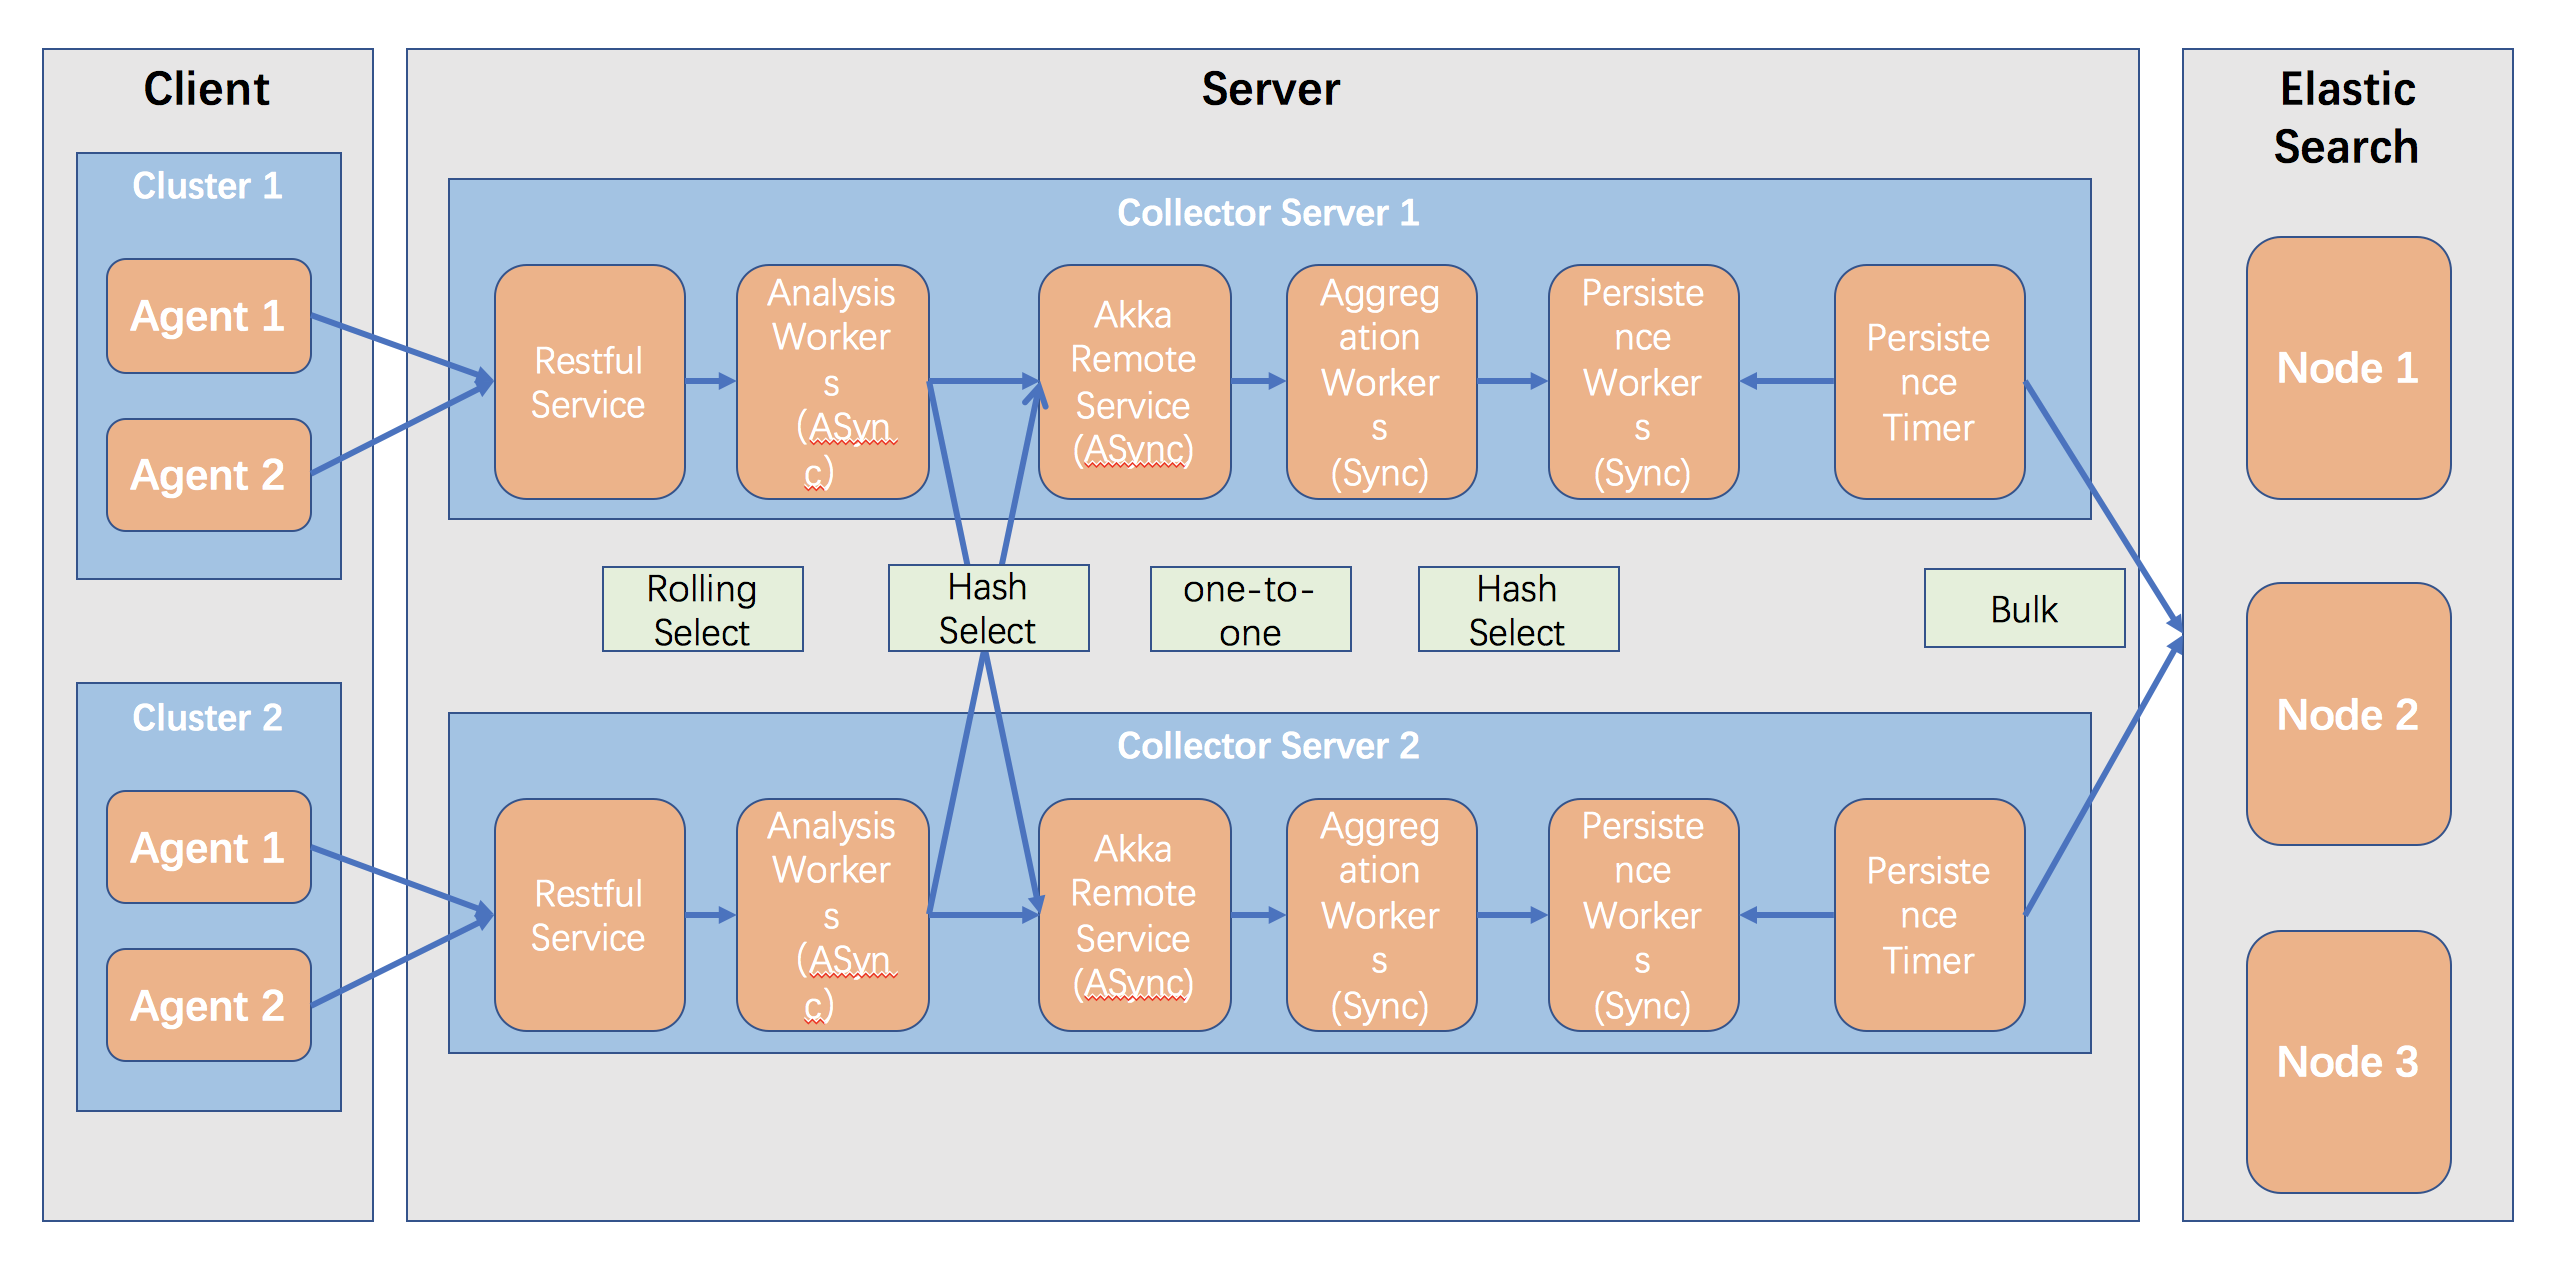 Client
Cluster 1
Agent 1
Agent 2
Cluster 2
Agent 1
Agent 2
Server
Collector Server 1
Restful
Service
Analysis
Worker
s
(ASyn
c)
Akka
Remote
Service
(ASync)
Aggreg
ation
Worker
s
(Sync)
Persiste
nce
Worker
s
(Sync)
Persiste
nce
Timer
Rolling
Select
Hash
Select
one-to-
one
Hash
Select
Bulk
Collector Server 2
Restful
Service
Analysis
Worker
s
(ASyn
c)
Akka
Remote
Service
(ASync)
Aggreg
ation
Worker
s
(Sync)
Persiste
nce
Worker
s
(Sync)
Persiste
nce
Timer
Elastic
Search
Node 1
Node 2
Node 3